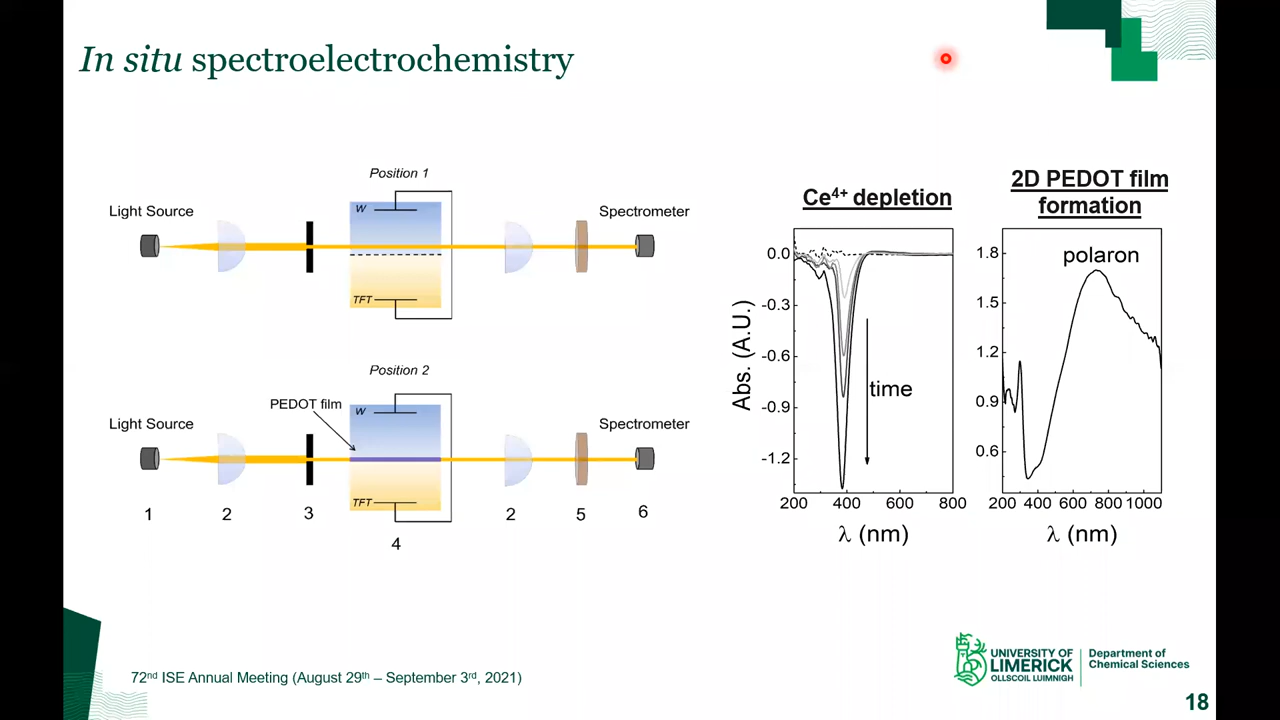 In situ spectroelectrochemistry
Position 1
Light Source
W
TFT
Spectrometer
Position 2
PEDOT film
Light Source
W
TFT
Spectrometer
1 2 3 4 2 5 6
Ce⁴⁺ depletion
Abs. (A.U.)
0.0
-0.3
-0.6
-0.9
-1.2
time
200 400 600 800
λ (nm)
2D PEDOT film
formation
polaron
1.8
1.5
1.2
0.9
0.6
200 400 600 800 1000
λ (nm)
72ⁿᵈ ISE Annual Meeting (August 29ᵗʰ – September 3ʳᵈ, 2021)
UNIVERSITY OF
LIMERICK
OLLSCOIL LUIMNIGH
Department of
Chemical Sciences
18